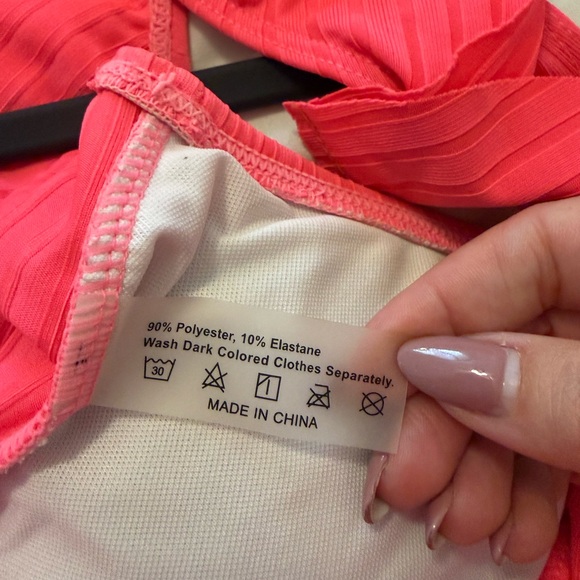 90% Polyester, 10% Elastane
Wash Dark Colored Clothes Separately.
30
MADE IN CHINA